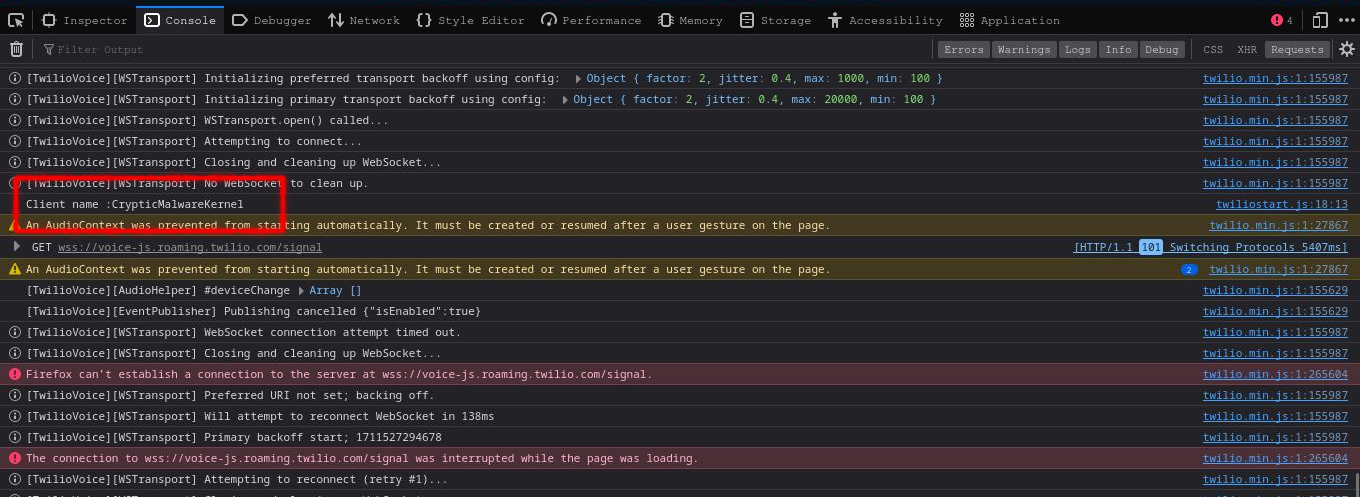 Inspector Console Debugger Network Style Editor Performance Memory Storage Accessibility Application 4
Filter Output Errors Warnings Logs Info Debug CSS XHR Requests
[TwilioVoice][WSTransport] Initializing preferred transport backoff using config: Object { factor: 2, jitter: 0.4, max: 1000, min: 100 } twilio.min.js:1:155987
[TwilioVoice][WSTransport] Initializing primary transport backoff using config: Object { factor: 2, jitter: 0.4, max: 20000, min: 100 } twilio.min.js:1:155987
[TwilioVoice][WSTransport] WSTransport.open() called... twilio.min.js:1:155987
[TwilioVoice][WSTransport] Attempting to connect... twilio.min.js:1:155987
[TwilioVoice][WSTransport] Closing and cleaning up WebSocket... twilio.min.js:1:155987
[TwilioVoice][WSTransport] No WebSocket to clean up. twilio.min.js:1:155987
Client name :CrypticMalwareKernel twiliostart.js:18:13
An AudioContext was prevented from starting automatically. It must be created or resumed after a user gesture on the page. twilio.min.js:1:27867
GET wss://voice-js.roaming.twilio.com/signal [HTTP/1.1 101 Switching Protocols 5407ms]
An AudioContext was prevented from starting automatically. It must be created or resumed after a user gesture on the page. 2 twilio.min.js:1:27867
[TwilioVoice][AudioHelper] #deviceChange Array [] twilio.min.js:1:155629
[TwilioVoice][EventPublisher] Publishing cancelled {"isEnabled":true} twilio.min.js:1:155629
[TwilioVoice][WSTransport] WebSocket connection attempt timed out. twilio.min.js:1:155987
[TwilioVoice][WSTransport] Closing and cleaning up WebSocket... twilio.min.js:1:155987
Firefox can't establish a connection to the server at wss://voice-js.roaming.twilio.com/signal. twilio.min.js:1:265604
[TwilioVoice][WSTransport] Preferred URI not set; backing off. twilio.min.js:1:155987
[TwilioVoice][WSTransport] Will attempt to reconnect WebSocket in 138ms twilio.min.js:1:155987
[TwilioVoice][WSTransport] Primary backoff start; 1711527294678 twilio.min.js:1:155987
The connection to wss://voice-js.roaming.twilio.com/signal was interrupted while the page was loading. twilio.min.js:1:265604
[TwilioVoice][WSTransport] Attempting to reconnect (retry #1)... twilio.min.js:1:155987